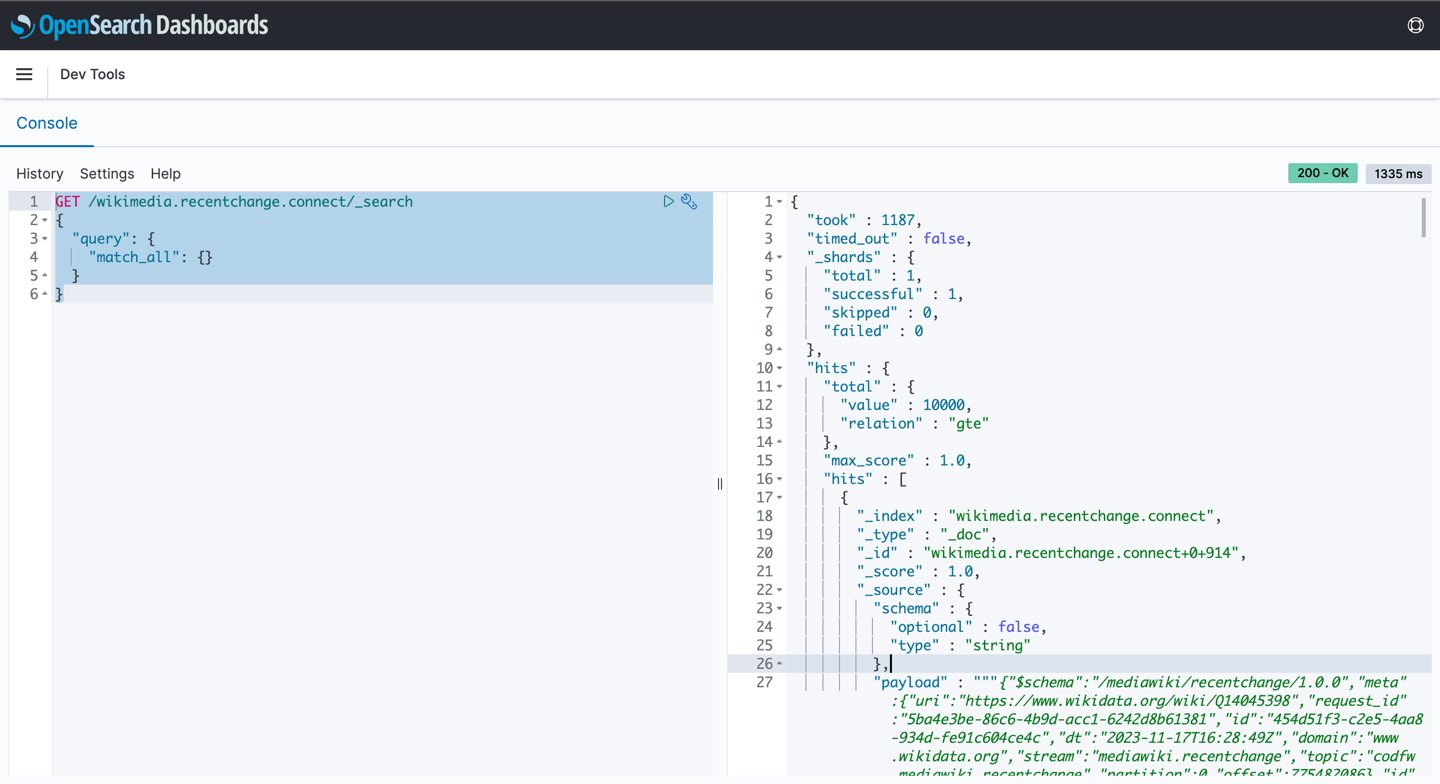 OpenSearch Dashboards
Dev Tools
Console
History Settings Help
200 - OK 1335 ms
1 GET /wikimedia.recentchange.connect/_search
2 {
3 "query": {
4 "match_all": {}
5 }
6 }
1 {
2 "took" : 1187,
3 "timed_out" : false,
4 "_shards" : {
5 "total" : 1,
6 "successful" : 1,
7 "skipped" : 0,
8 "failed" : 0
9 },
10 "hits" : {
11 "total" : {
12 "value" : 10000,
13 "relation" : "gte"
14 },
15 "max_score" : 1.0,
16 "hits" : [
17 {
18 "_index" : "wikimedia.recentchange.connect",
19 "_type" : "_doc",
20 "_id" : "wikimedia.recentchange.connect+0+914",
21 "_score" : 1.0,
22 "_source" : {
23 "schema" : {
24 "optional" : false,
25 "type" : "string"
26 },
27 "payload" : """{"$schema":"/mediawiki/recentchange/1.0.0","meta"
:{"uri":"https://www.wikidata.org/wiki/Q14045398","request_id"
:"5ba4e3be-86c6-4b9d-acc1-6242d8b61381","id":"454d51f3-c2e5-4aa8
-934d-fe91c604ce4c","dt":"2023-11-17T16:28:49Z","domain":"www
.wikidata.org","stream":"mediawiki.recentchange","topic":"codfw
.mediawiki.recentchange","partition":0,"offset":775482086},"id"